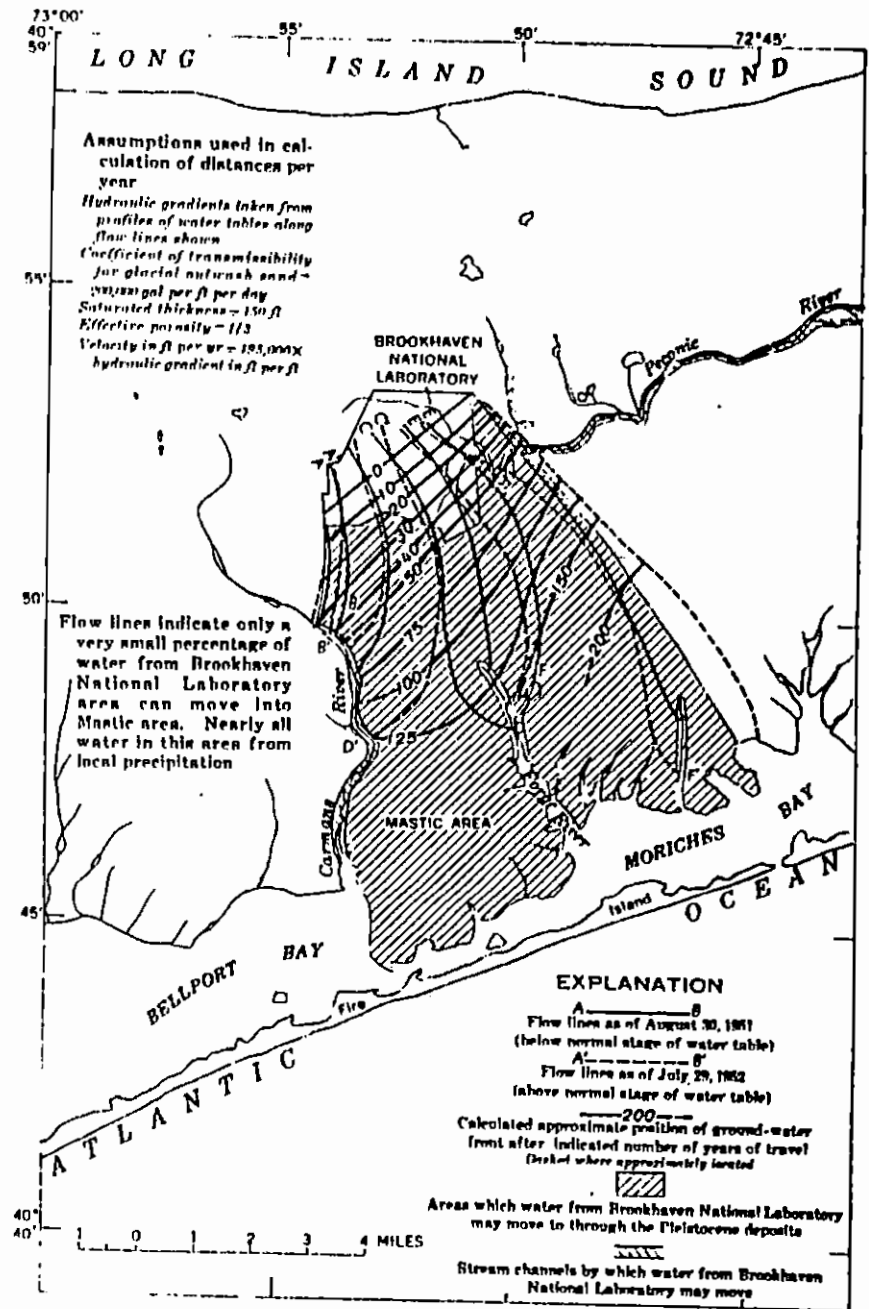 73°00'
40°
59'
55'
50'
72°45'
LONG ISLAND SOUND
Assumptions used in cal-
culation of distances per
year
Hydraulic gradients taken from
profiles of water tables along
flow lines shown
Coefficient of transmissibility
for glacial outwash sand =
gal per ft per day
Saturated thickness = 150 ft
Effective porosity = 1/3
Velocity in ft per yr = 195,000 ×
hydraulic gradient in ft per ft
55'
BROOKHAVEN
NATIONAL
LABORATORY
Peconic River
A
A'
C
C'
E
E'
0
10
20
30
40
50
75
100
125
150
200
50'
B
B'
Flow lines indicate only a
very small percentage of
water from Brookhaven
National Laboratory
area can move into
Mastic area. Nearly all
water in this area from
local precipitation
River
D'
F
F'
Carmans
MASTIC AREA
MORICHES BAY
45'
BELLPORT BAY
Fire Island
ATLANTIC OCEAN
EXPLANATION
A B
Flow lines as of August 30, 1951
(below normal stage of water table)
A' B'
Flow lines as of July 29, 1952
(above normal stage of water table)
200
Calculated approximate position of ground-water
front after indicated number of years of travel
Dashed where approximately located
Areas which water from Brookhaven National Laboratory
may move to through the Pleistocene deposits
Stream channels by which water from Brookhaven
National Laboratory may move
40°
40'
1 0 1 2 3 4 MILES